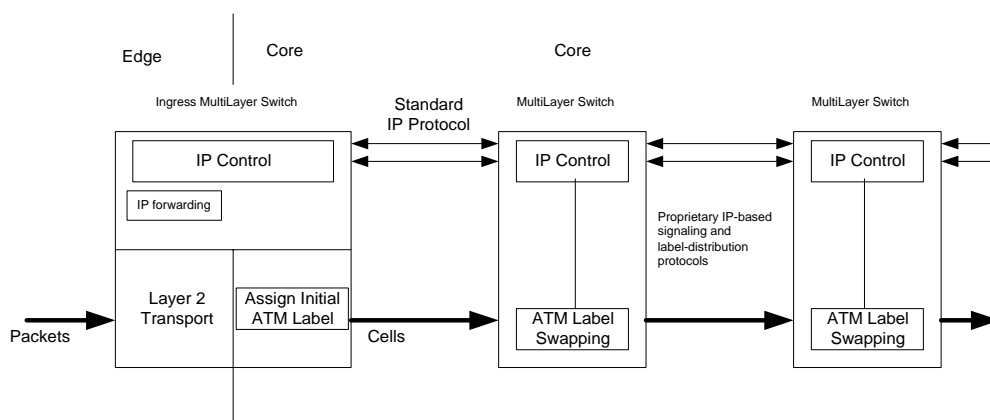 Edge
Core
Core
Ingress MultiLayer Switch
Standard
IP Protocol
MultiLayer Switch
MultiLayer Switch
IP Control
IP Control
IP Control
IP forwarding
Proprietary IP-based
signaling and
label-distribution
protocols
Layer 2
Transport
Assign Initial
ATM Label
ATM Label
Swapping
ATM Label
Swapping
Packets
Cells